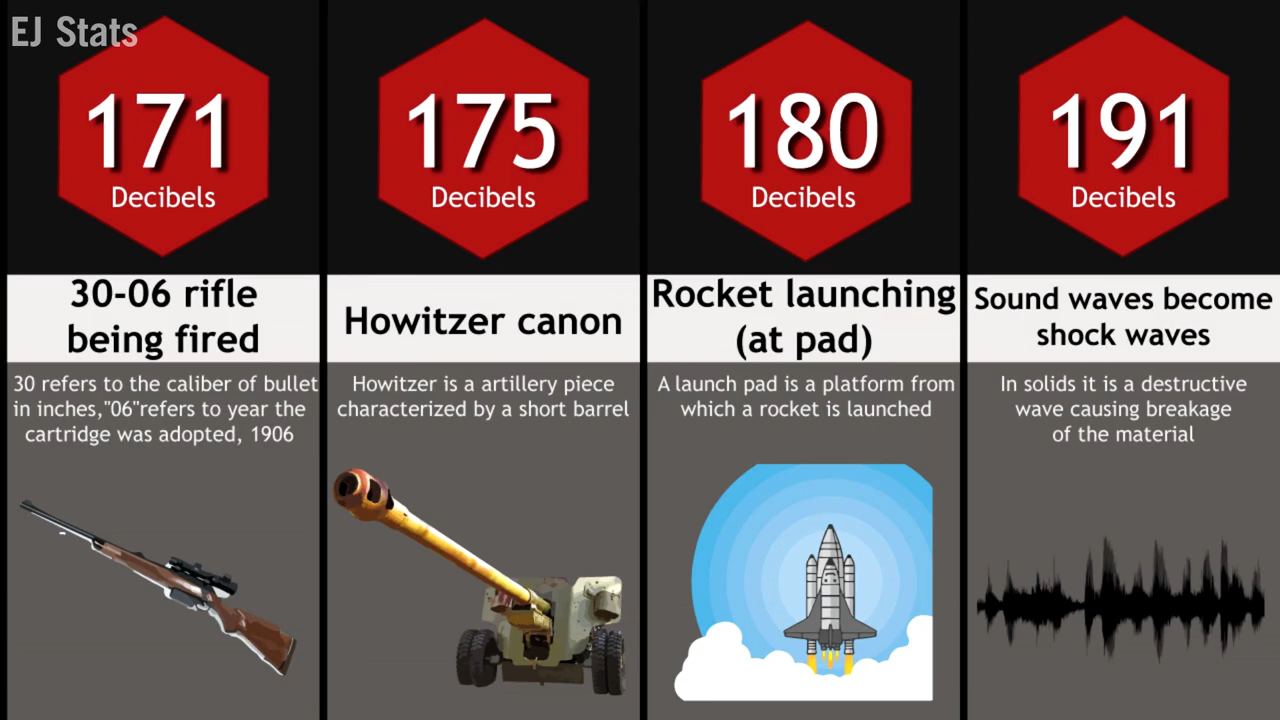 EJ Stats
171
Decibels
30-06 rifle
being fired
30 refers to the caliber of bullet
in inches,"06"refers to year the
cartridge was adopted, 1906
175
Decibels
Howitzer canon
Howitzer is a artillery piece
characterized by a short barrel
180
Decibels
Rocket launching
(at pad)
A launch pad is a platform from
which a rocket is launched
191
Decibels
Sound waves become
shock waves
In solids it is a destructive
wave causing breakage
of the material